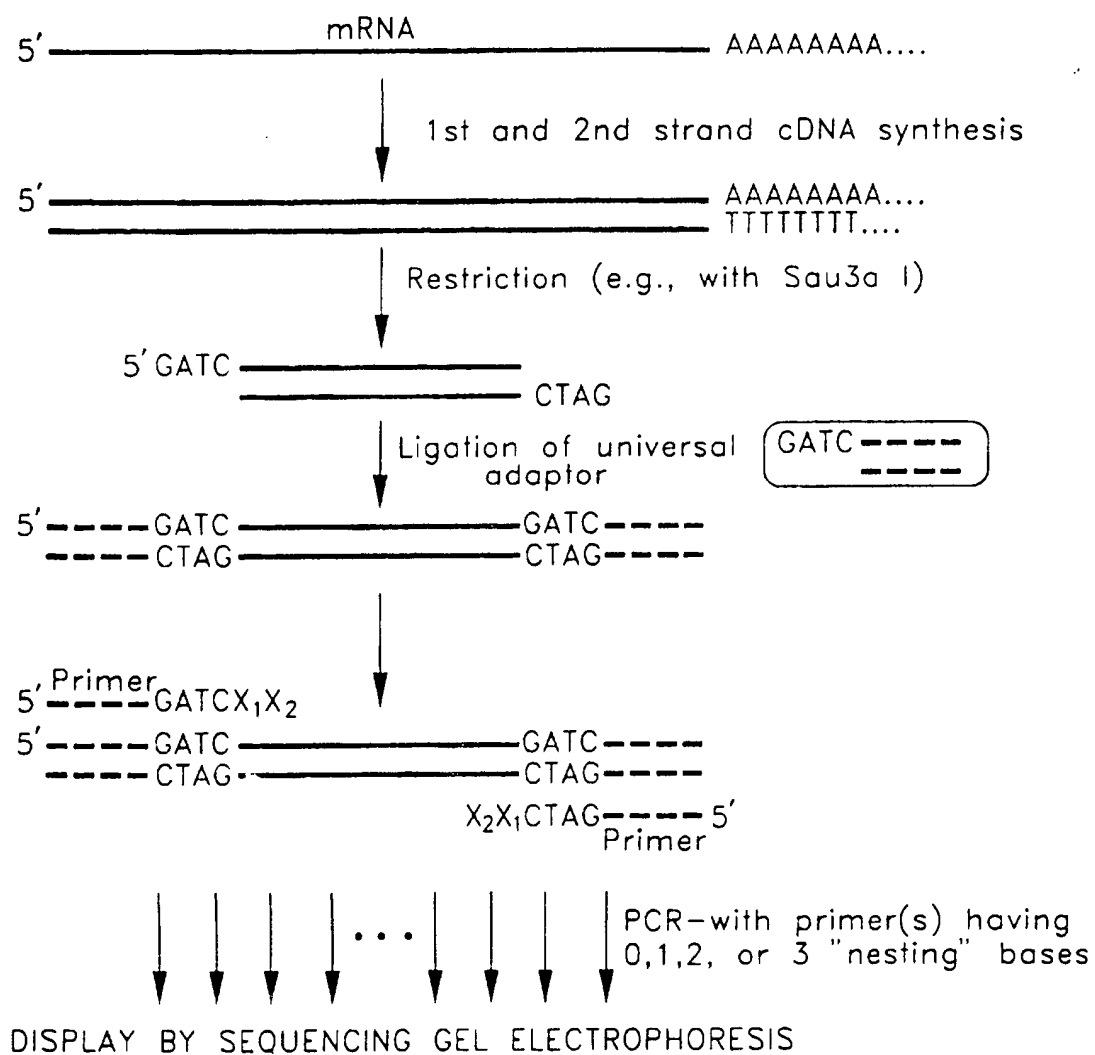 mRNA
5' AAAAAAAA....
1st and 2nd strand cDNA synthesis
5' AAAAAAAA....
TTTTTTTT....
Restriction (e.g., with Sau3a I)
5' GATC
CTAG
Ligation of universal adaptor
GATC
5' GATC GATC
CTAG CTAG
Primer
5' GATCX₁X₂
5' GATC GATC
CTAG CTAG
X₂X₁CTAG 5'
Primer
...
PCR-with primer(s) having
0,1,2, or 3 "nesting" bases
DISPLAY BY SEQUENCING GEL ELECTROPHORESIS